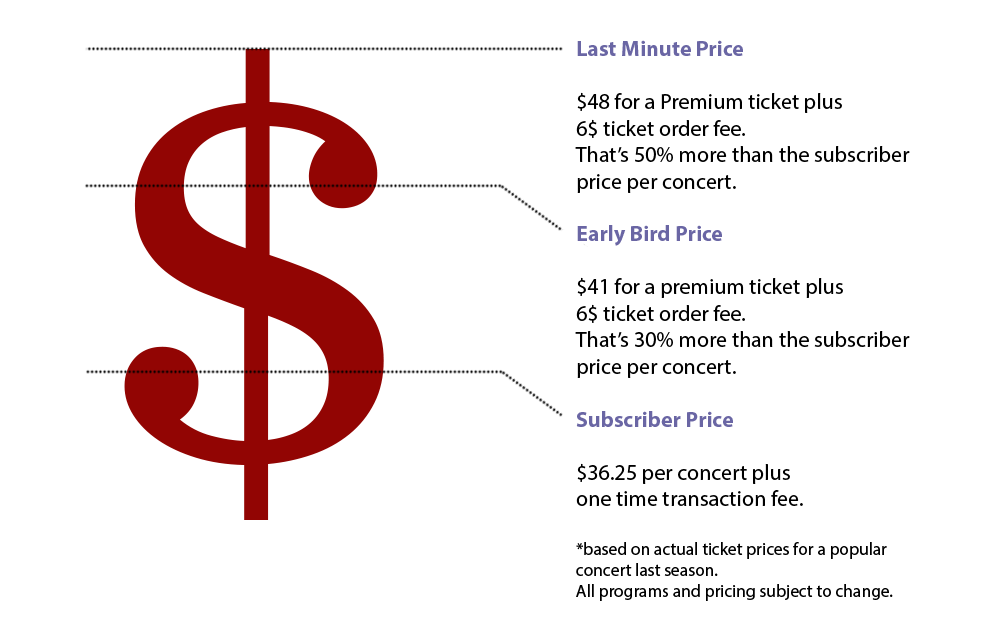 Last Minute Price
$48 for a Premium ticket plus
6$ ticket order fee.
That’s 50% more than the subscriber
price per concert.
Early Bird Price
$41 for a premium ticket plus
6$ ticket order fee.
That’s 30% more than the subscriber
price per concert.
Subscriber Price
$36.25 per concert plus
one time transaction fee.
*based on actual ticket prices for a popular
concert last season.
All programs and pricing subject to change.